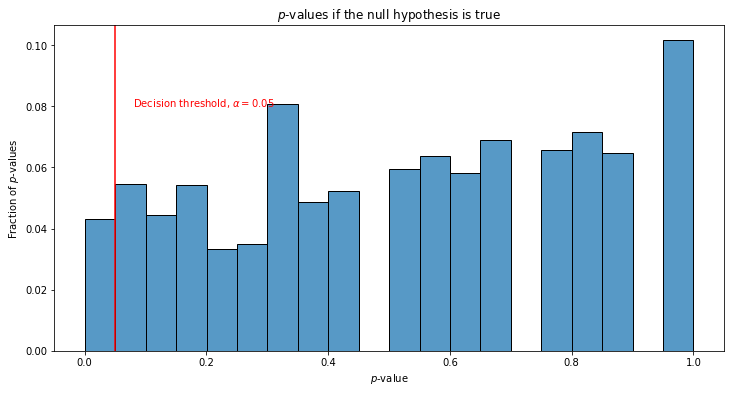 p-values if the null hypothesis is true
Fraction of p-values
0.10
0.08
0.06
0.04
0.02
0.00
Decision threshold, α = 0.05
0.0 0.2 0.4 0.6 0.8 1.0
p-value